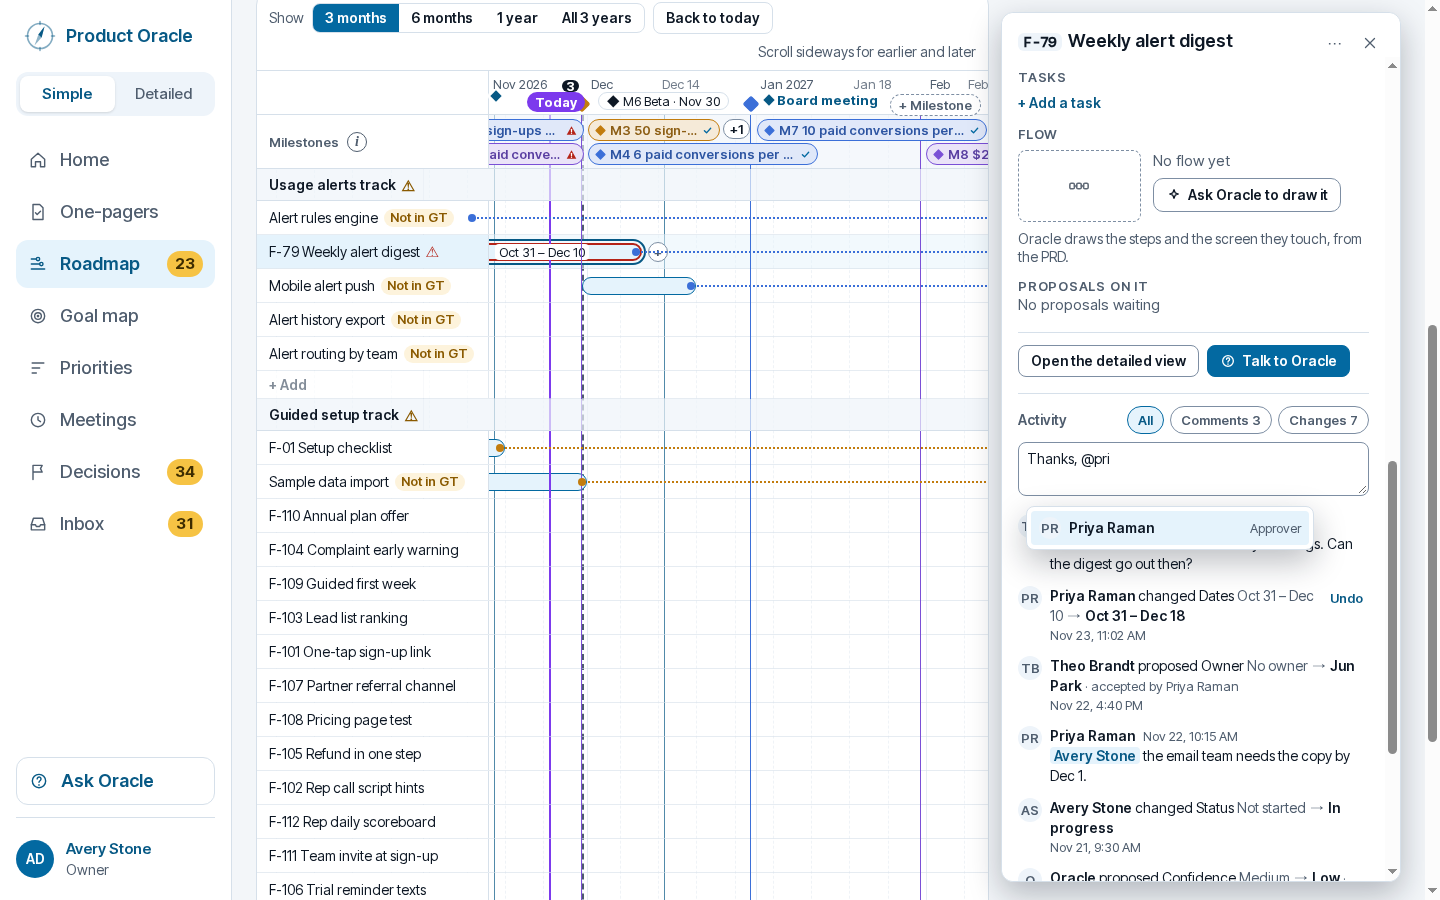 Product Oracle
Simple
Detailed
Home
One-pagers
Roadmap 23
Goal map
Priorities
Meetings
Decisions 34
Inbox 31
Ask Oracle
AD
Avery Stone
Owner
Show
3 months
6 months
1 year
All 3 years
Back to today
Scroll sideways for earlier and later
Nov 2026
3
Dec
Dec 14
Jan 2027
Jan 18
Feb
Feb
Today
M6 Beta · Nov 30
Board meeting
+ Milestone
Milestones
sign-ups ...
M3 50 sign-...
+1
M7 10 paid conversions per...
aid conve...
M4 6 paid conversions per ...
M8 $2
Usage alerts track
Alert rules engine Not in GT
F-79 Weekly alert digest
Oct 31 – Dec 10
Mobile alert push Not in GT
Alert history export Not in GT
Alert routing by team Not in GT
+ Add
Guided setup track
F-01 Setup checklist
Sample data import Not in GT
F-110 Annual plan offer
F-104 Complaint early warning
F-109 Guided first week
F-103 Lead list ranking
F-101 One-tap sign-up link
F-107 Partner referral channel
F-108 Pricing page test
F-105 Refund in one step
F-102 Rep call script hints
F-112 Rep daily scoreboard
F-111 Team invite at sign-up
F-106 Trial reminder texts
F-79 Weekly alert digest
TASKS
+ Add a task
FLOW
No flow yet
Ask Oracle to draw it
Oracle draws the steps and the screen they touch, from
the PRD.
PROPOSALS ON IT
No proposals waiting
Open the detailed view
Talk to Oracle
Activity
All
Comments 3
Changes 7
Thanks, @pri
PR Priya Raman Approver
gs. Can
the digest go out then?
PR Priya Raman changed Dates Oct 31 – Dec
10 → Oct 31 – Dec 18
Undo
Nov 23, 11:02 AM
TB Theo Brandt proposed Owner No owner → Jun
Park · accepted by Priya Raman
Nov 22, 4:40 PM
PR Priya Raman Nov 22, 10:15 AM
Avery Stone the email team needs the copy by
Dec 1.
AS Avery Stone changed Status Not started → In
progress
Nov 21, 9:30 AM
Oracle proposed Confidence Medium → Low ·